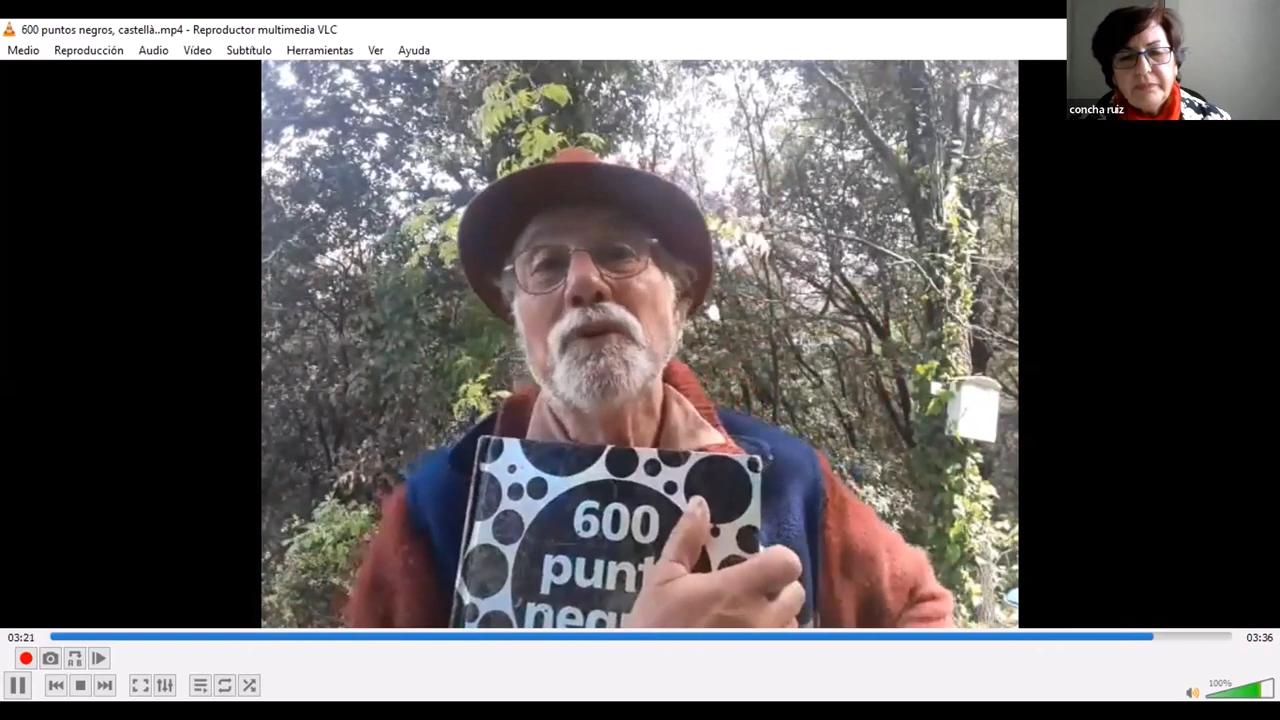 600 puntos negros, castellà..mp4 - Reproductor multimedia VLC
Medio Reproducción Audio Vídeo Subtítulo Herramientas Ver Ayuda
concha ruiz
600
punt
negr
03:21
03:36
100%